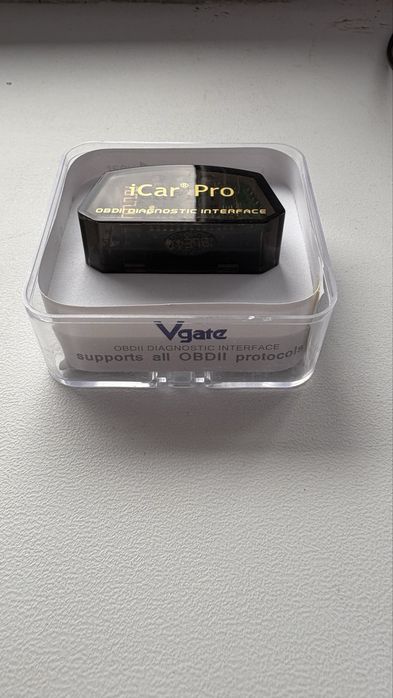 iCar® Pro
OBDII DIAGNOSTIC INTERFACE
Vgate
OBDII DIAGNOSTIC INTERFACE
supports all OBDII protocols